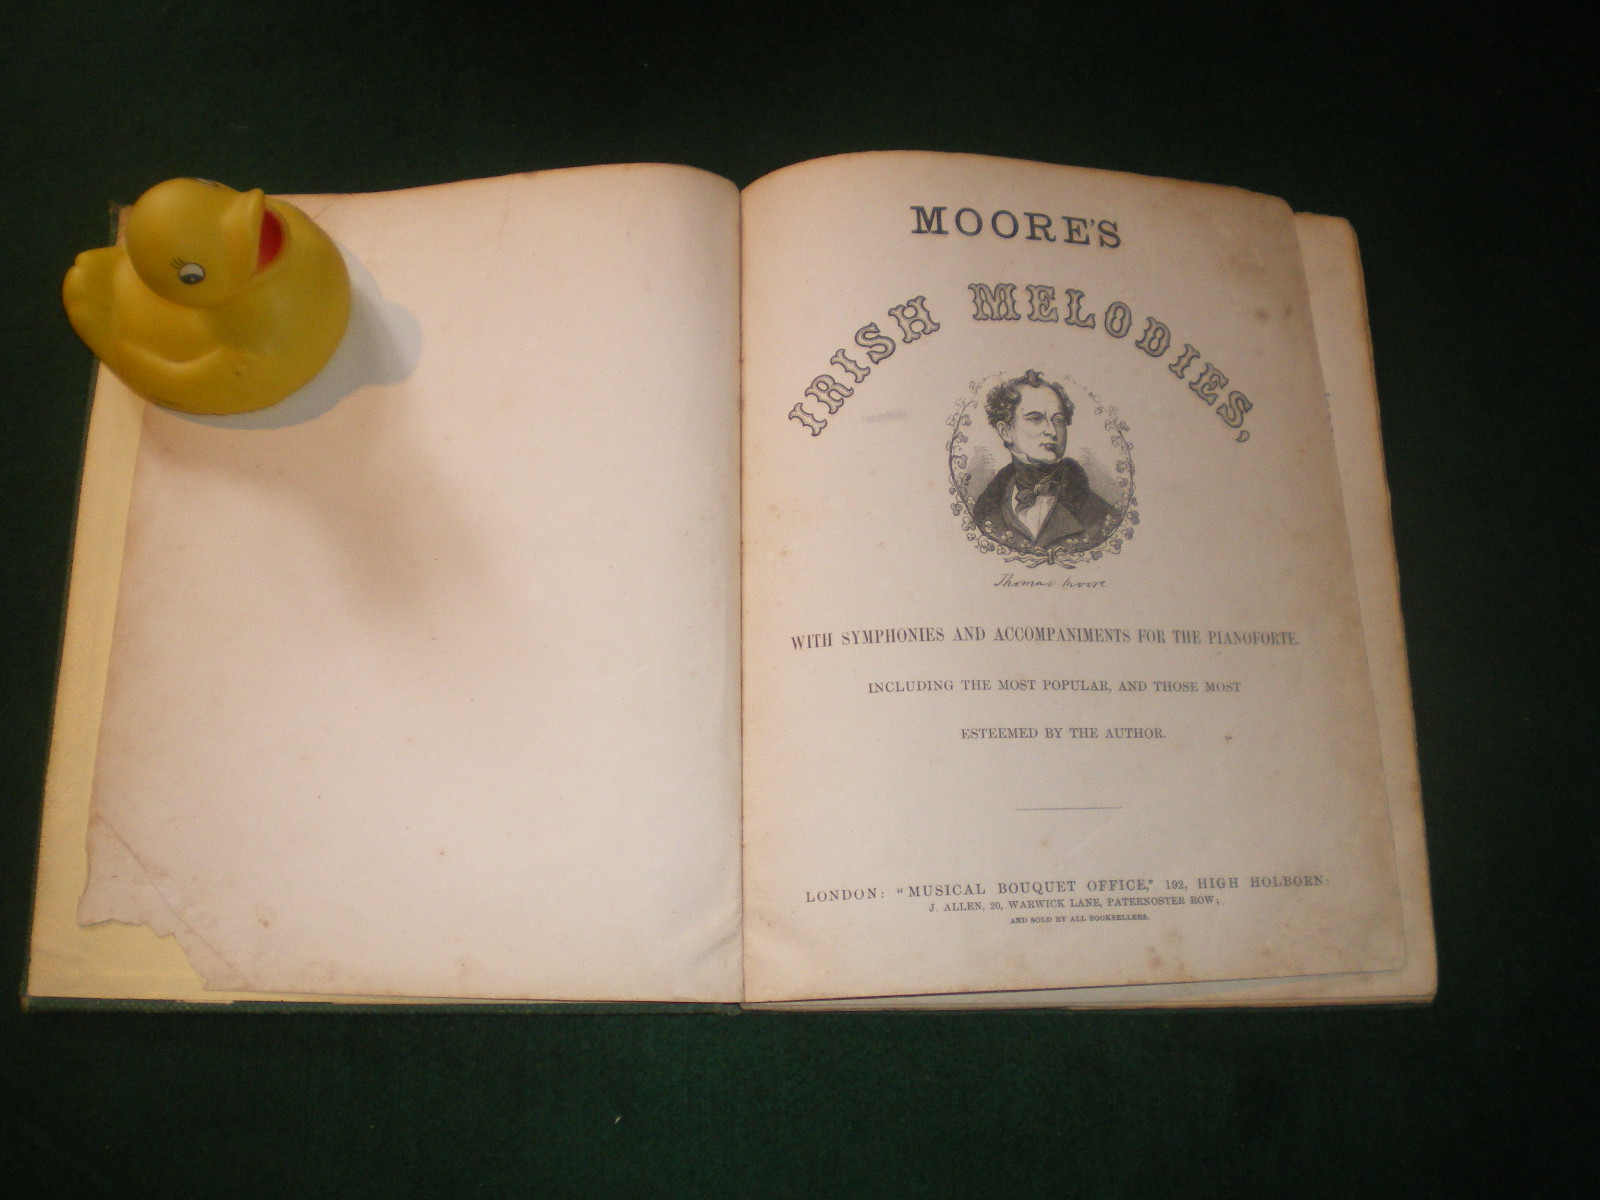 MOORE'S
IRISH MELODIES,
Thomas Moore
WITH SYMPHONIES AND ACCOMPANIMENTS FOR THE PIANOFORTE.
INCLUDING THE MOST POPULAR, AND THOSE MOST
ESTEEMED BY THE AUTHOR.
LONDON: "MUSICAL BOUQUET OFFICE," 192, HIGH HOLBORN:
J. ALLEN, 20, WARWICK LANE, PATERNOSTER ROW;
AND SOLD BY ALL BOOKSELLERS.